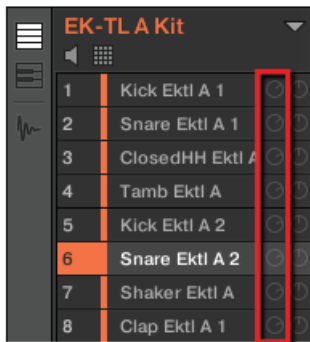 EK-TL A Kit
1 Kick Ektl A 1
2 Snare Ektl A 1
3 ClosedHH Ektl A
4 Tamb Ektl A
5 Kick Ektl A 2
6 Snare Ektl A 2
7 Shaker Ektl A
8 Clap Ektl A 1